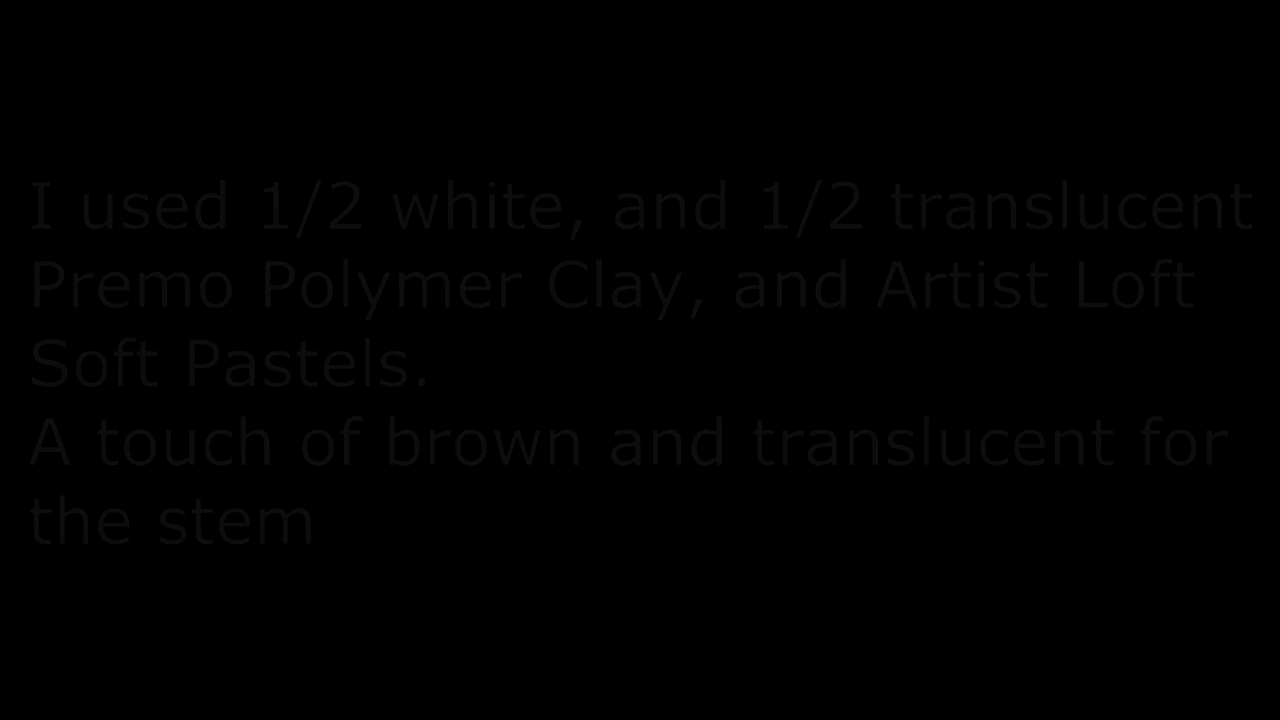 I used 1/2 white, and 1/2 translucent
Premo Polymer Clay, and Artist Loft
Soft Pastels.
A touch of brown and translucent for
the stem